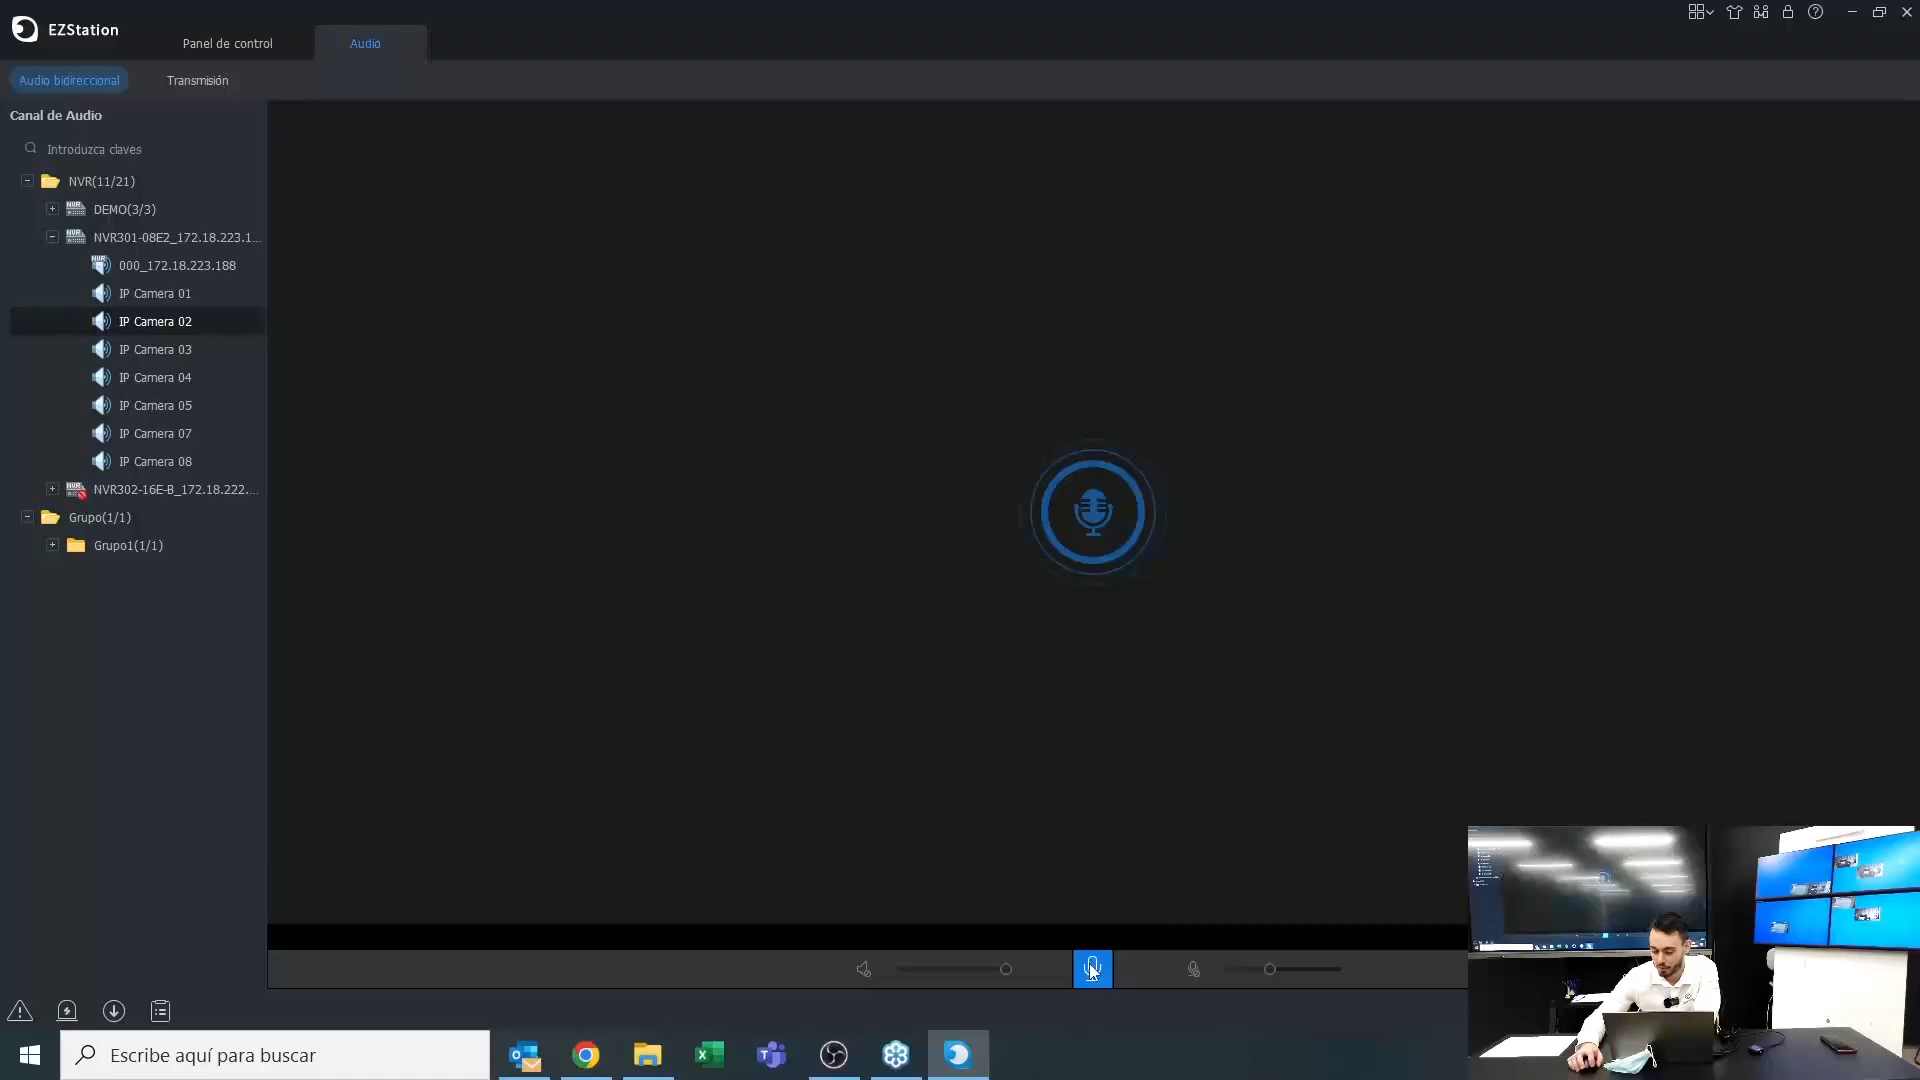 EZStation
Panel de control
Audio
Audio bidireccional
Transmisión
Canal de Audio
Introduzca claves
NVR(11/21)
DEMO(3/3)
NVR301-08E2_172.18.223.1...
000_172.18.223.188
IP Camera 01
IP Camera 02
IP Camera 03
IP Camera 04
IP Camera 05
IP Camera 07
IP Camera 08
NVR302-16E-B_172.18.222....
Grupo(1/1)
Grupo1(1/1)
Escribe aquí para buscar